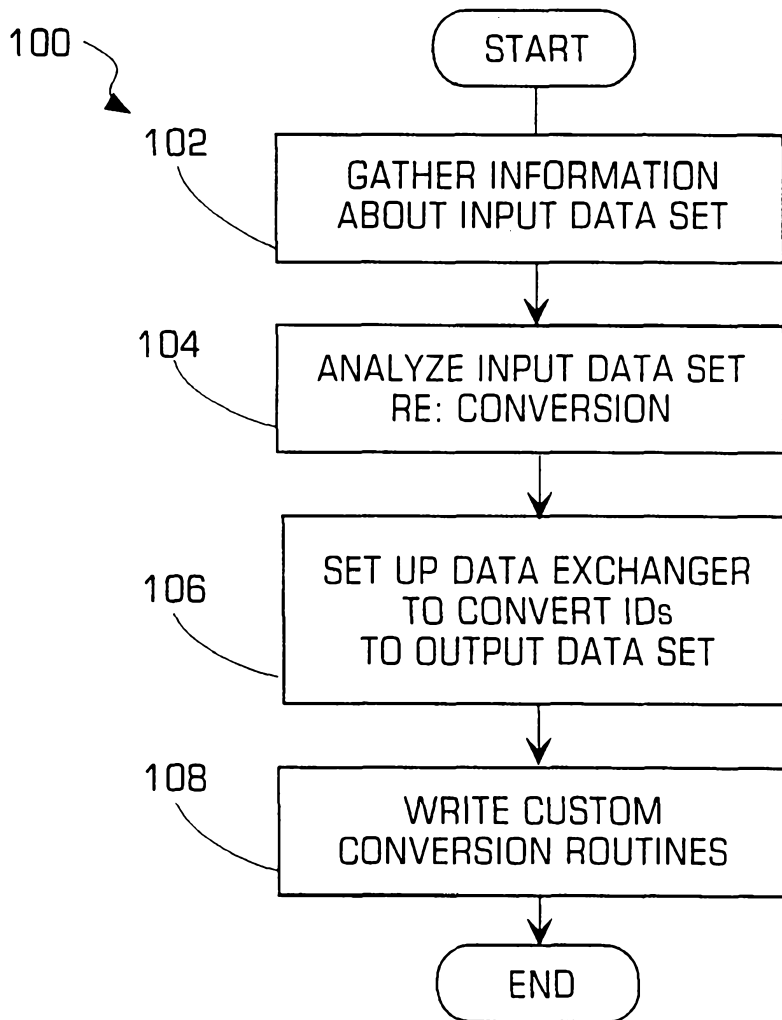 100
START
102
GATHER INFORMATION
ABOUT INPUT DATA SET
104
ANALYZE INPUT DATA SET
RE: CONVERSION
106
SET UP DATA EXCHANGER
TO CONVERT IDs
TO OUTPUT DATA SET
108
WRITE CUSTOM
CONVERSION ROUTINES
END